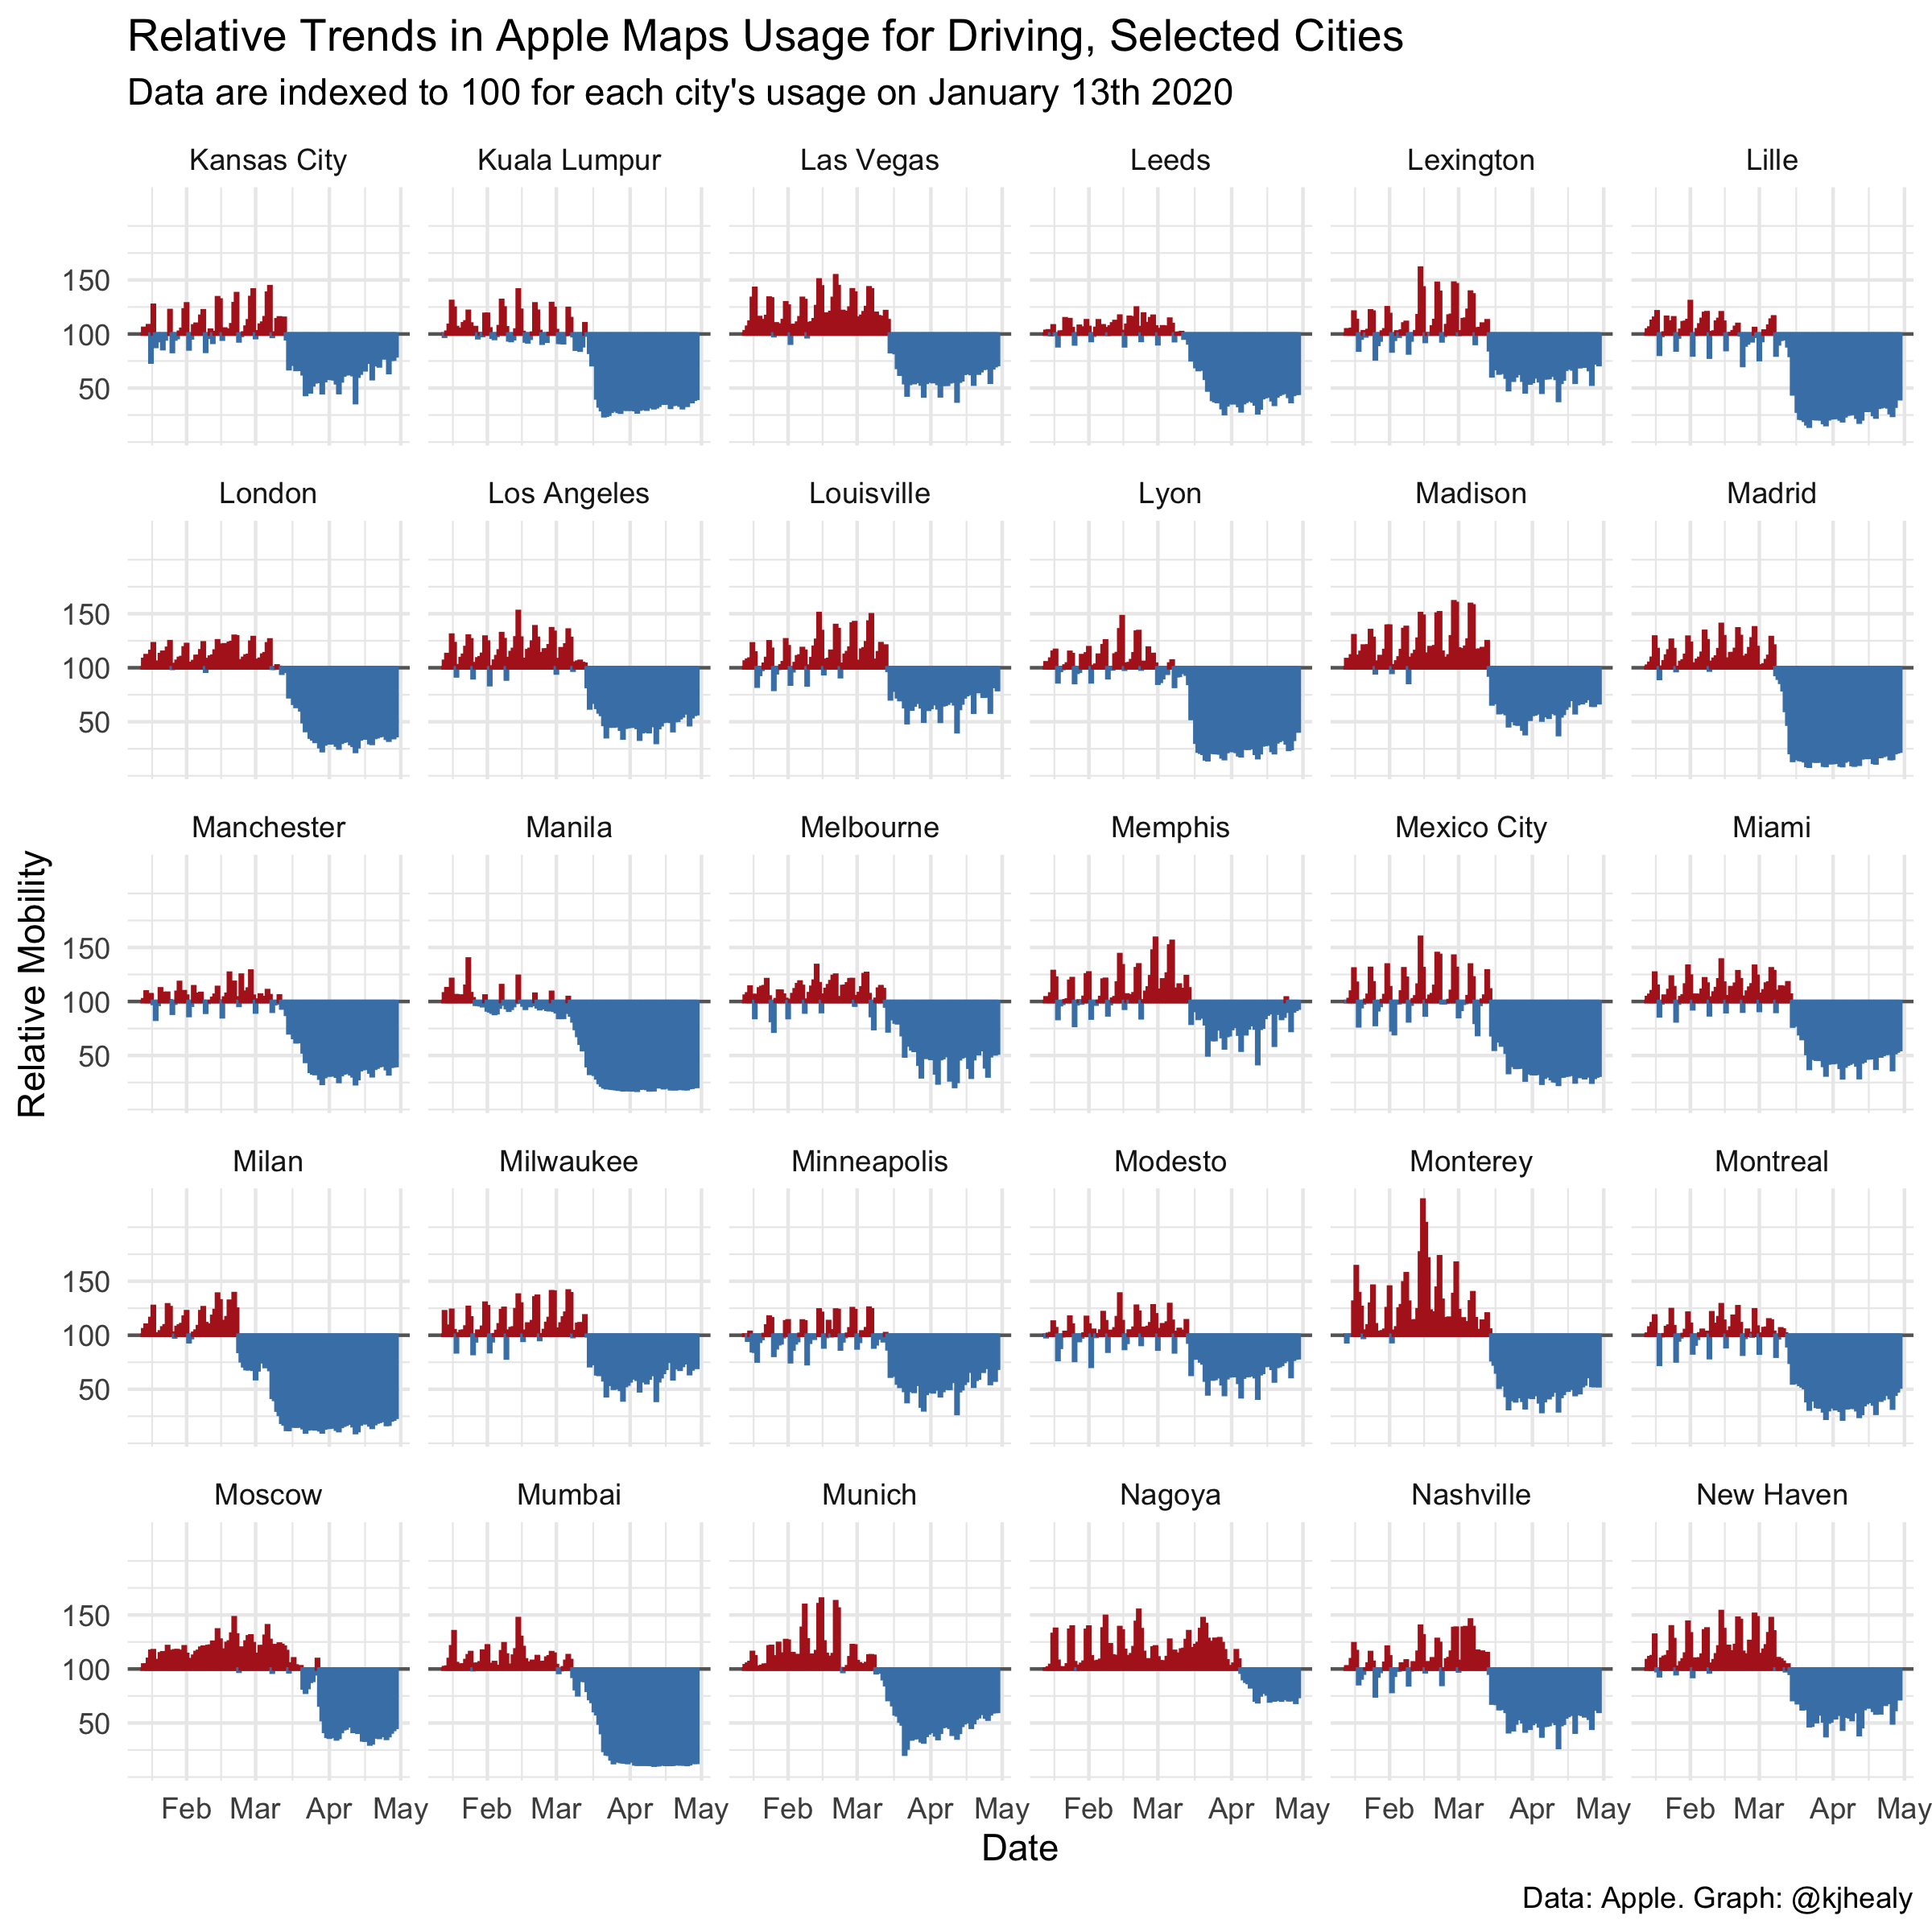 Relative Trends in Apple Maps Usage for Driving, Selected Cities
Data are indexed to 100 for each city's usage on January 13th 2020
Kansas City Kuala Lumpur Las Vegas Leeds Lexington Lille
150
100
50
London Los Angeles Louisville Lyon Madison Madrid
150
100
50
Manchester Manila Melbourne Memphis Mexico City Miami
150
100
50
Relative Mobility
Milan Milwaukee Minneapolis Modesto Monterey Montreal
150
100
50
Moscow Mumbai Munich Nagoya Nashville New Haven
150
100
50
Feb Mar Apr May Feb Mar Apr May Feb Mar Apr May Feb Mar Apr May Feb Mar Apr May Feb Mar Apr May
Date
Data: Apple. Graph: @kjhealy